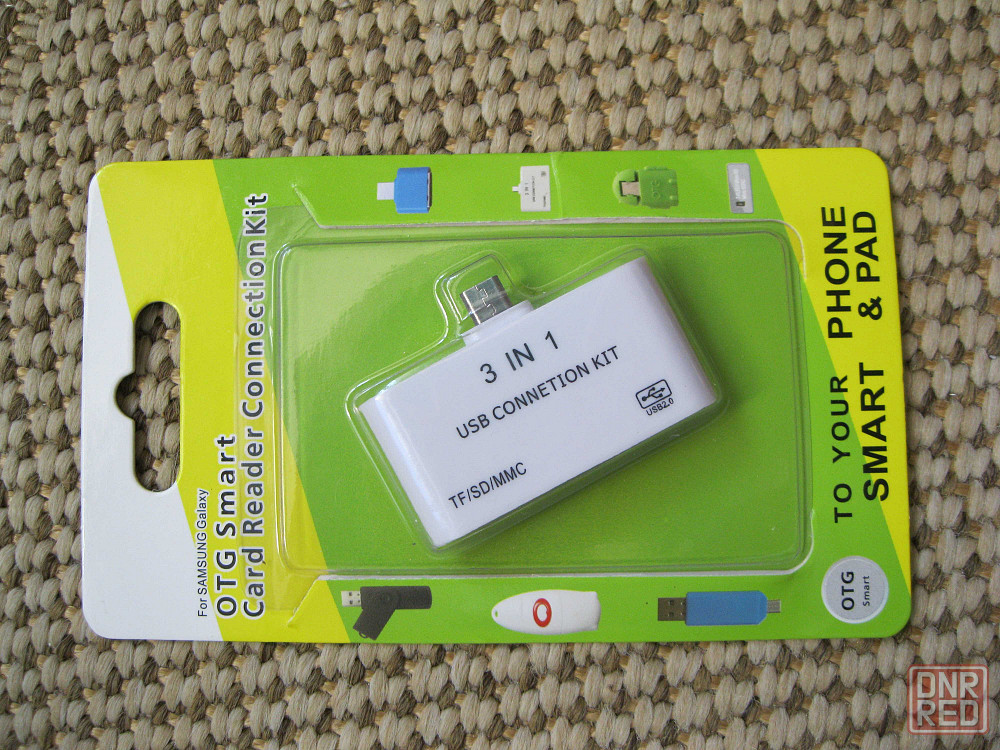 For SAMSUNG Galaxy
OTG Smart
Card Reader Connection Kit
3 IN 1
USB CONNETION KIT
USB2.0
TF/SD/MMC
TO YOUR PHONE
SMART & PAD
OTG
Smart
DNR
RED